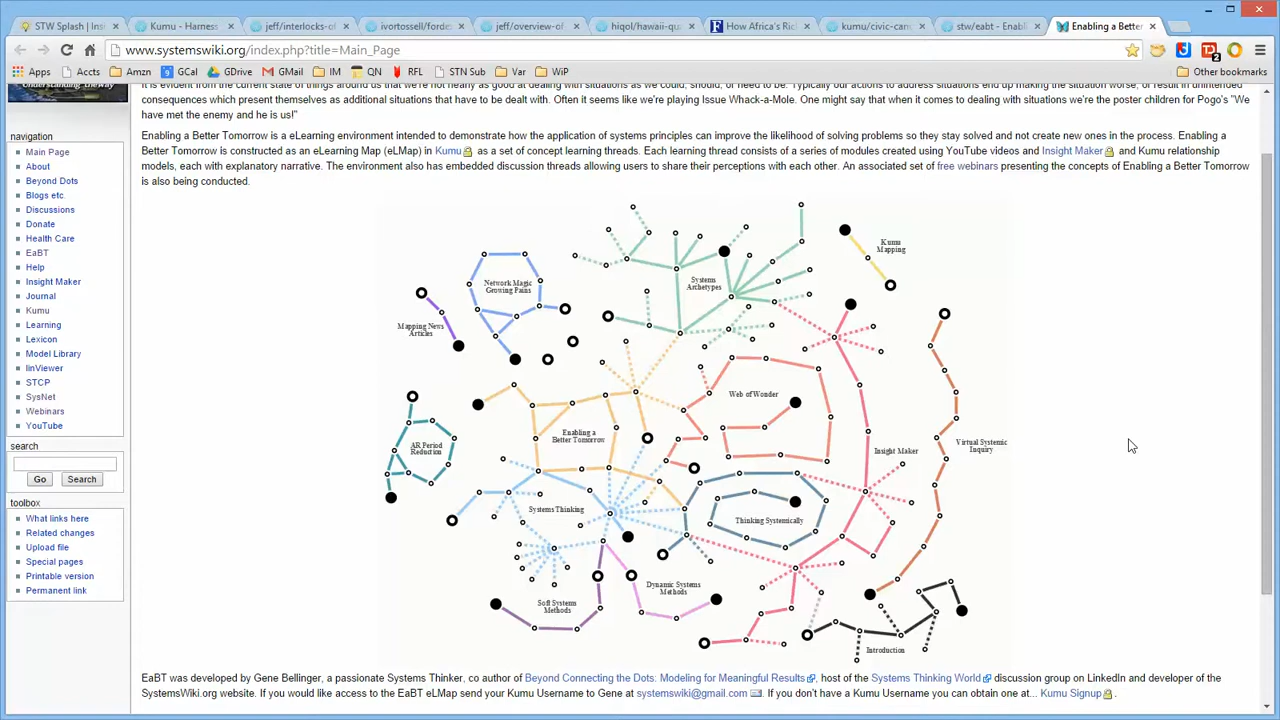 STW Splash | Ins
Kumu - Harness
jeff/interlocks-of
ivortossell/fordex
jeff/overview-of
hiqol/hawaii-qu
How Africa's Ric
kumu/civic-cam
stw/eabt - Enabl
Enabling a Better
www.systemswiki.org/index.php?title=Main_Page
Apps
Accts
Amzn
GCal
GDrive
GMail
IM
QN
RFL
STN Sub
Var
WiP
Other bookmarks
Understanding the Way
It is evident from the current state of things around us that we're not nearly as good at dealing with situations as we could, should, or need to be. Typically our actions to address situations end up making the situation worse, or result in unintended
consequences which present themselves as additional situations that have to be dealt with. Often it seems like we're playing Issue Whack-a-Mole. One might say that when it comes to dealing with situations we're the poster children for Pogo's "We
have met the enemy and he is us!"
Enabling a Better Tomorrow is a eLearning environment intended to demonstrate how the application of systems principles can improve the likelihood of solving problems so they stay solved and not create new ones in the process. Enabling a
Better Tomorrow is constructed as an eLearning Map (eLMap) in Kumu as a set of concept learning threads. Each learning thread consists of a series of modules created using YouTube videos and Insight Maker and Kumu relationship
models, each with explanatory narrative. The environment also has embedded discussion threads allowing users to share their perceptions with each other. An associated set of free webinars presenting the concepts of Enabling a Better Tomorrow
is also being conducted.
navigation
Main Page
About
Beyond Dots
Blogs etc.
Discussions
Donate
Health Care
EaBT
Help
Insight Maker
Journal
Kumu
Learning
Lexicon
Model Library
IinViewer
STCP
SysNet
Webinars
YouTube
search
Go
Search
toolbox
What links here
Related changes
Upload file
Special pages
Printable version
Permanent link
Kumu
Mapping
System
Archetypes
Network Magic
Growing Pains
Mapping News
Articles
Web of Wonder
Enabling a
Better Tomorrow
AR Period
Reduction
Insight Maker
Virtual Systemic
Inquiry
Systems Thinking
Thinking Systemically
Dynamic Systems
Methods
Soft System
Methods
Introduction
EaBT was developed by Gene Bellinger, a passionate Systems Thinker, co author of Beyond Connecting the Dots: Modeling for Meaningful Results, host of the Systems Thinking World discussion group on LinkedIn and developer of the
SystemsWiki.org website. If you would like access to the EaBT eLMap send your Kumu Username to Gene at systemswiki@gmail.com. If you don't have a Kumu Username you can obtain one at... Kumu Signup.